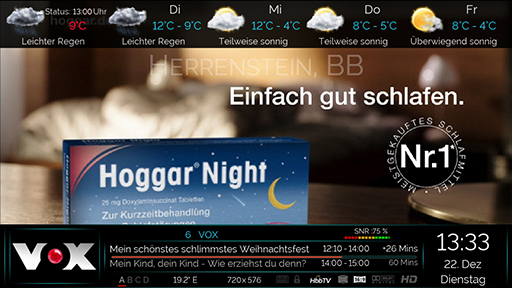 Status: 13:00 Uhr
9°C
Leichter Regen
Di
12°C - 9°C
Leichter Regen
Mi
12°C - 4°C
Teilweise sonnig
Do
8°C - 5°C
Teilweise sonnig
Fr
8°C - 4°C
Überwiegend sonnig
hoggar.de
HERRENSTEIN, BB
Einfach gut schlafen.
Hoggar® Night
25 mg Doxylaminsuccinat Tabletten
Zur Kurzzeitbehandlung
MEISTGEKAUFTES SCHLAFMITTEL
Nr.1*
VOX
6 VOX
SNR :75 %
Mein schönstes schlimmstes Weihnachtsfest 12:10 - 14:00 +26 Mins
Mein Kind, dein Kind - Wie erziehst du denn? 14:00 - 15:00 60 Mins
A B C D 19.2° E 720 x 576 HbbTV HD
13:33
22. Dez
Dienstag